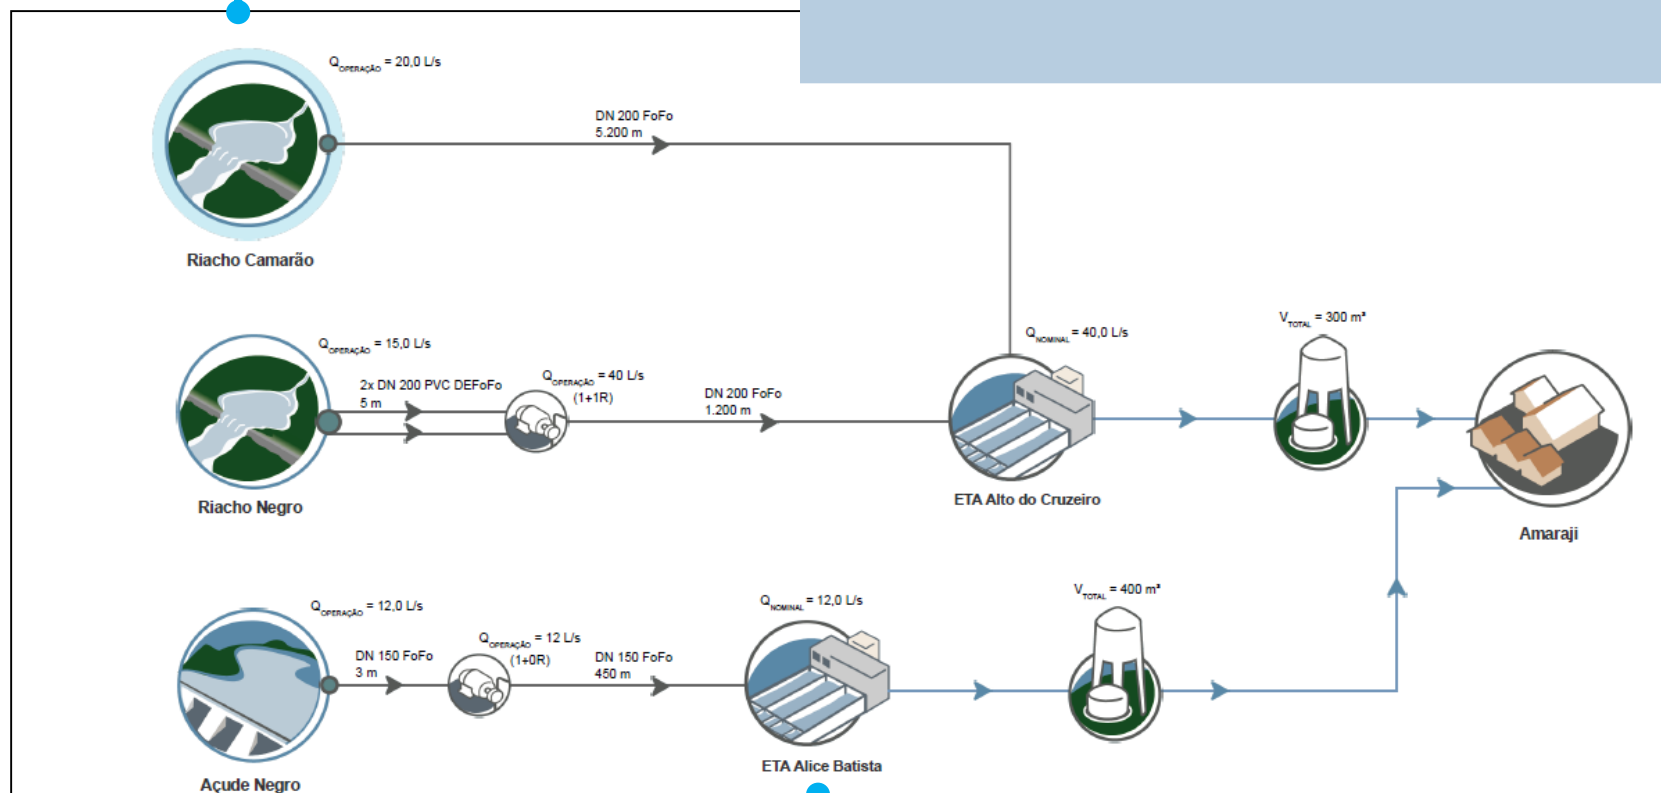 Q OPERAÇÃO = 20,0 L/s
DN 200 FoFo
5.200 m
Riacho Camarão
Q OPERAÇÃO = 15,0 L/s
2x DN 200 PVC DEFoFo
5 m
Q OPERAÇÃO = 40 L/s
(1+1R)
DN 200 FoFo
1.200 m
Q NOMINAL = 40,0 L/s
V TOTAL = 300 m³
Riacho Negro
ETA Alto do Cruzeiro
Amaraji
Q OPERAÇÃO = 12,0 L/s
DN 150 FoFo
3 m
Q OPERAÇÃO = 12 L/s
(1+0R)
DN 150 FoFo
450 m
Q NOMINAL = 12,0 L/s
V TOTAL = 400 m³
ETA Alice Batista
Açude Negro